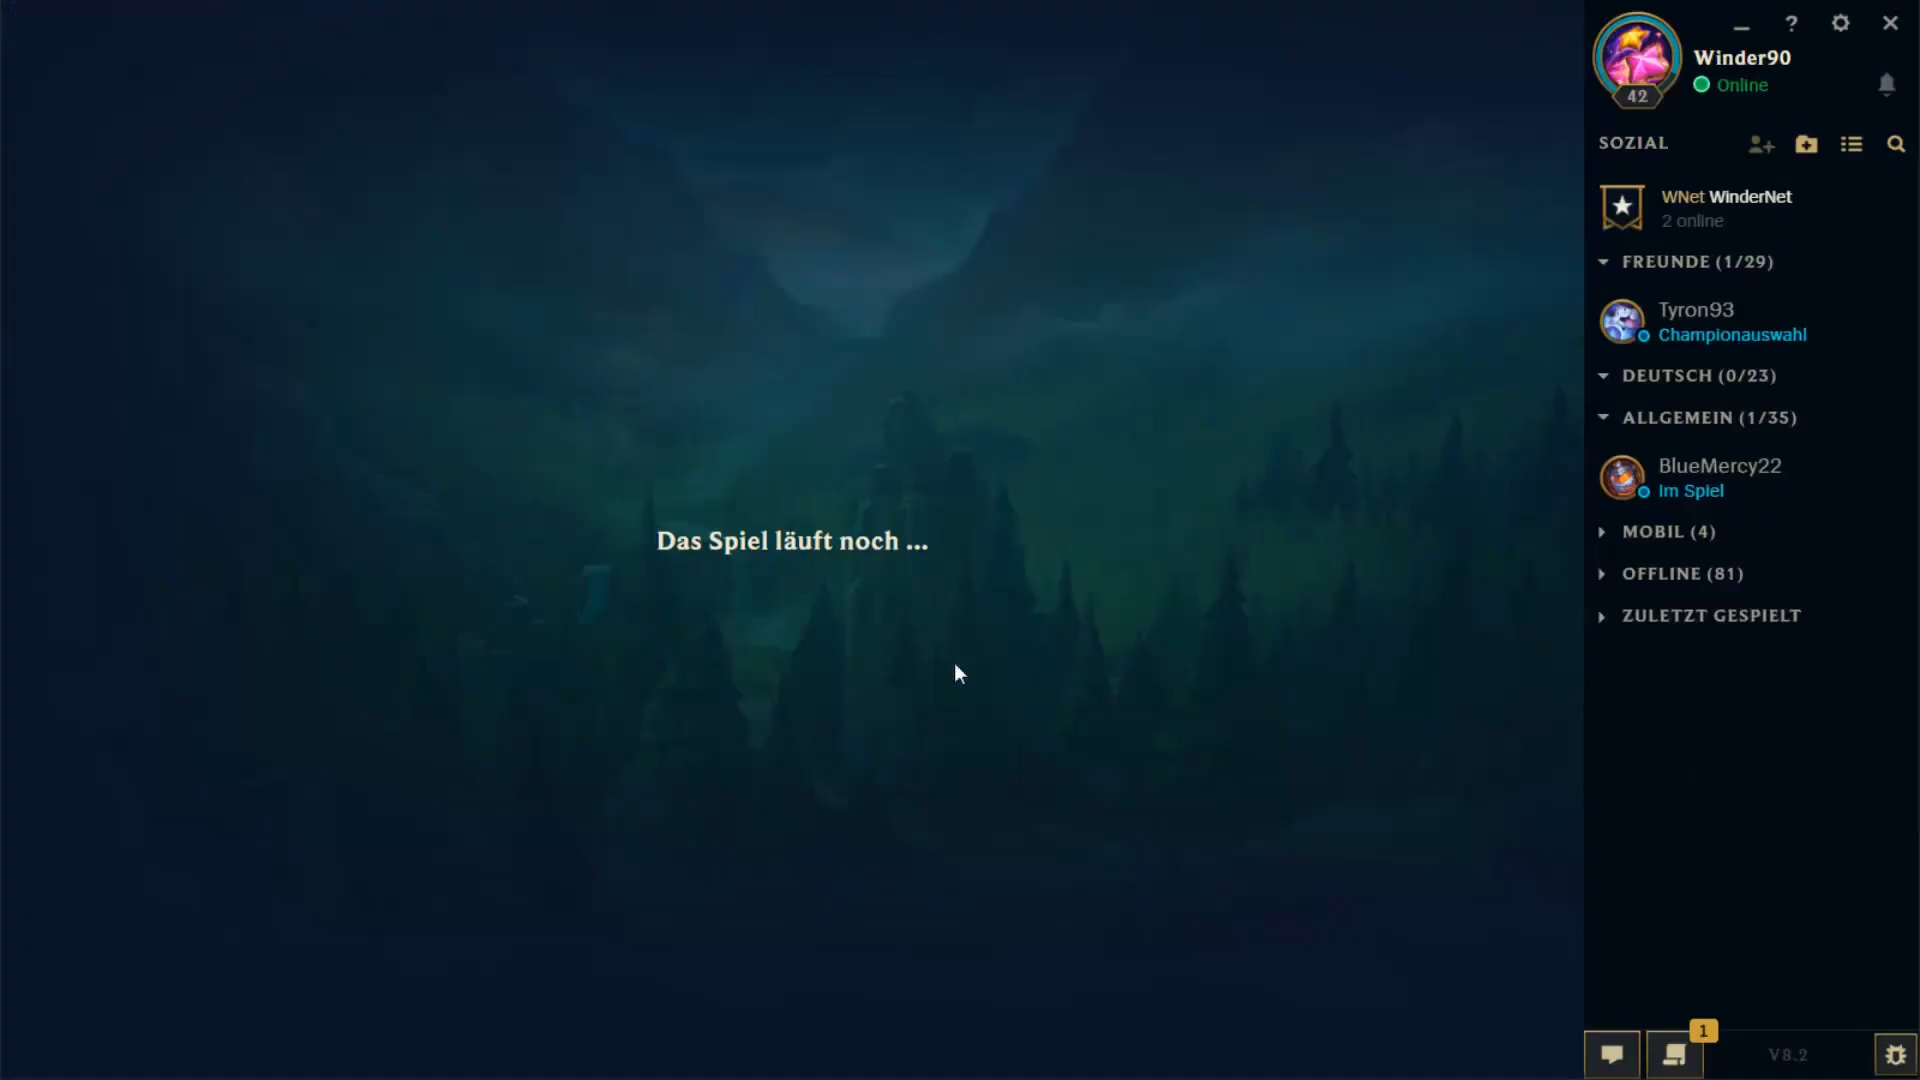 Winder90
Online
42
SOZIAL
WNet WinderNet
2 online
FREUNDE (1/29)
Tyron93
Championauswahl
DEUTSCH (0/23)
ALLGEMEIN (1/35)
BlueMercy22
Im Spiel
MOBIL (4)
OFFLINE (81)
ZULETZT GESPIELT
Das Spiel läuft noch ...
1
V8.2